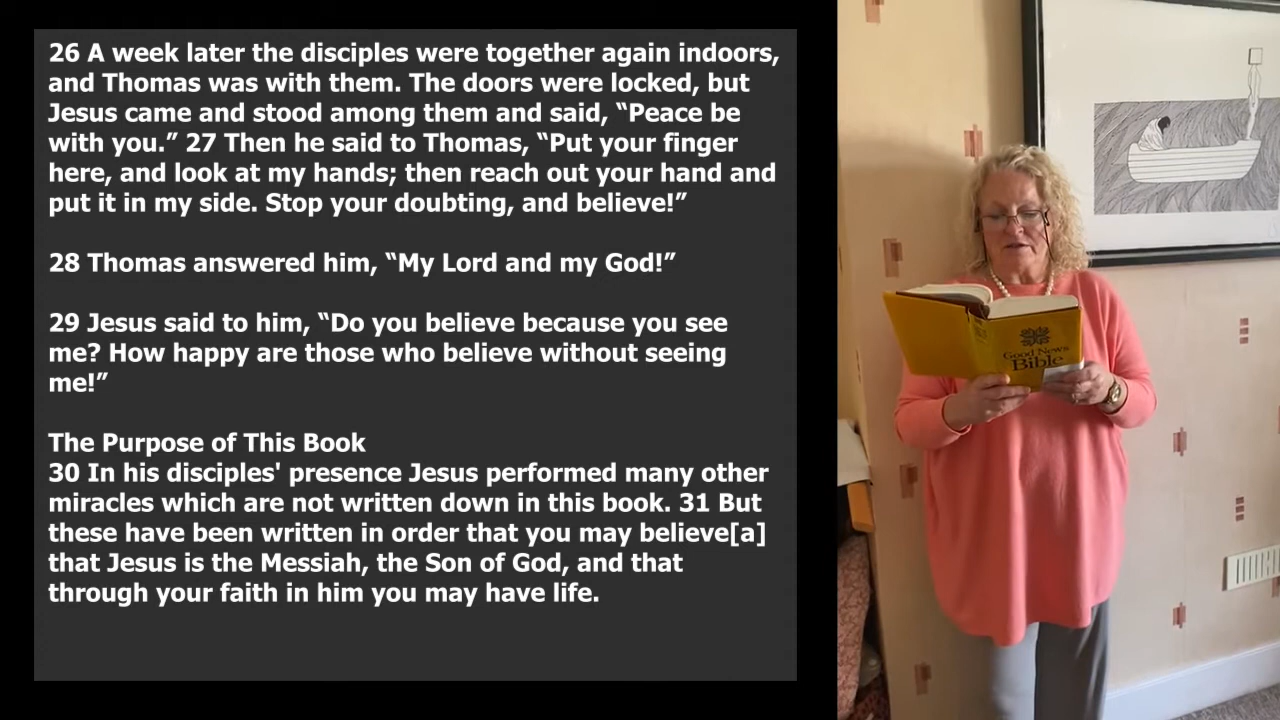 26 A week later the disciples were together again indoors,
and Thomas was with them. The doors were locked, but
Jesus came and stood among them and said, “Peace be
with you.” 27 Then he said to Thomas, “Put your finger
here, and look at my hands; then reach out your hand and
put it in my side. Stop your doubting, and believe!”
28 Thomas answered him, “My Lord and my God!”
29 Jesus said to him, “Do you believe because you see
me? How happy are those who believe without seeing
me!”
The Purpose of This Book
30 In his disciples' presence Jesus performed many other
miracles which are not written down in this book. 31 But
these have been written in order that you may believe[a]
that Jesus is the Messiah, the Son of God, and that
through your faith in him you may have life.
Good News
Bible